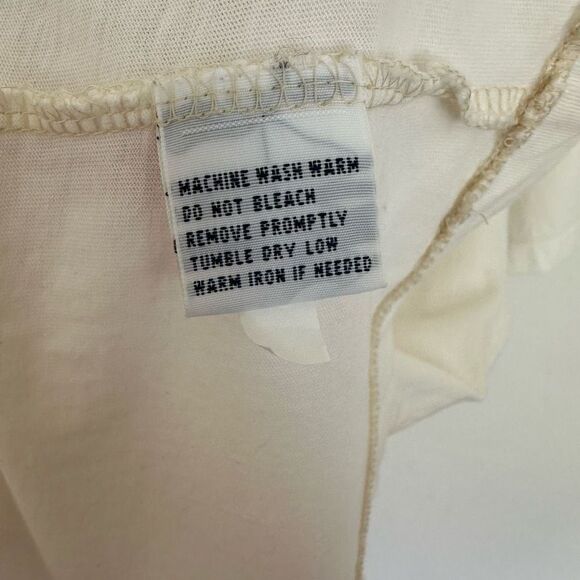 MACHINE WASH WARM
DO NOT BLEACH
REMOVE PROMPTLY
TUMBLE DRY LOW
WARM IRON IF NEEDED